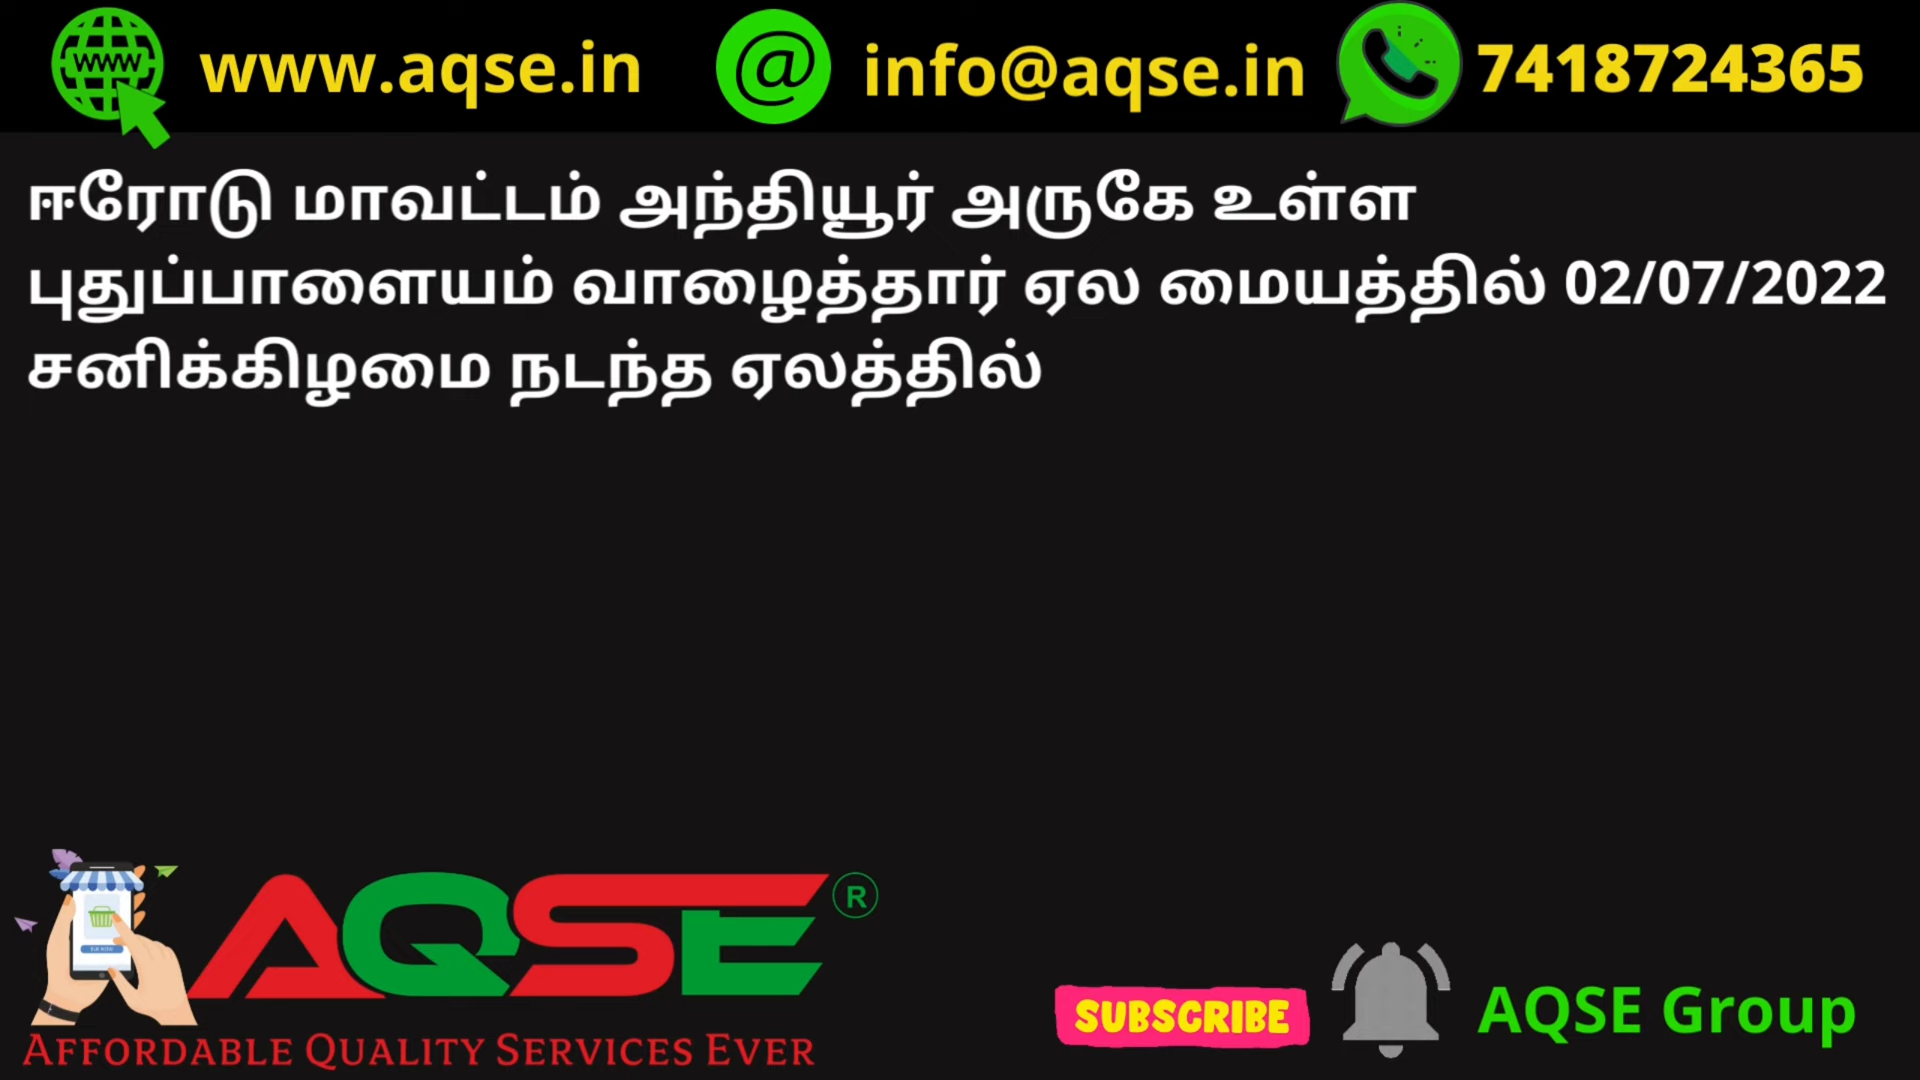 www.aqse.in
info@aqse.in
7418724365
ஈரோடு மாவட்டம் அந்தியூர் அருகே உள்ள
புதுப்பாளையம் வாழைத்தார் ஏல மையத்தில் 02/07/2022
சனிக்கிழமை நடந்த ஏலத்தில்
AQSE ®
AFFORDABLE QUALITY SERVICES EVER
SUBSCRIBE
AQSE Group